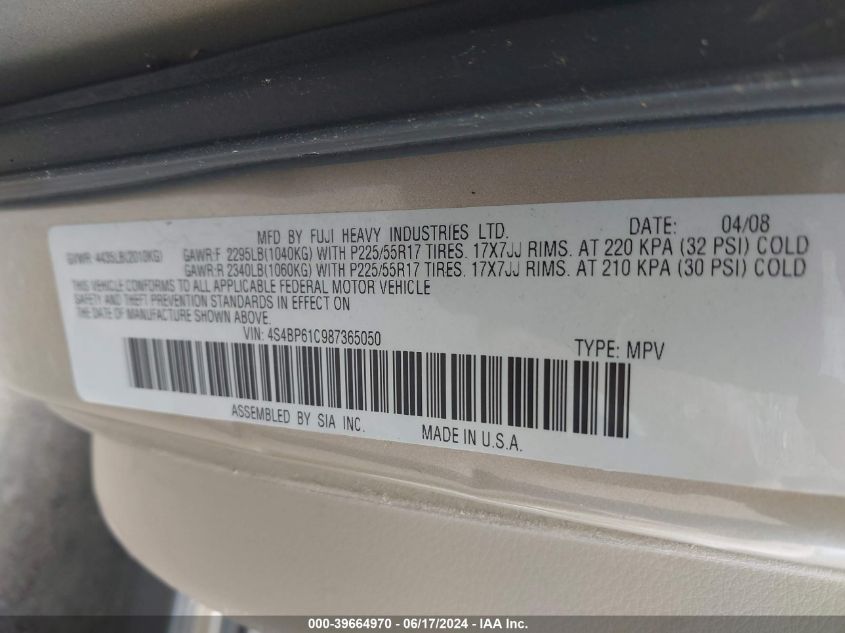 MFD BY FUJI HEAVY INDUSTRIES LTD. DATE: 04/08
GVWR: 4435LB(2010KG) GAWR:F 2295LB(1040KG) WITH P225/55R17 TIRES. 17X7JJ RIMS. AT 220 KPA (32 PSI) COLD
GAWR:R 2340LB(1060KG) WITH P225/55R17 TIRES. 17X7JJ RIMS. AT 210 KPA (30 PSI) COLD
THIS VEHICLE CONFORMS TO ALL APPLICABLE FEDERAL MOTOR VEHICLE
SAFETY AND THEFT PREVENTION STANDARDS IN EFFECT ON
THE DATE OF MANUFACTURE SHOWN ABOVE.
VIN: 4S4BP61C987365050 TYPE: MPV
ASSEMBLED BY SIA INC. MADE IN U.S.A.
000-39664970 - 06/17/2024 - IAA Inc.